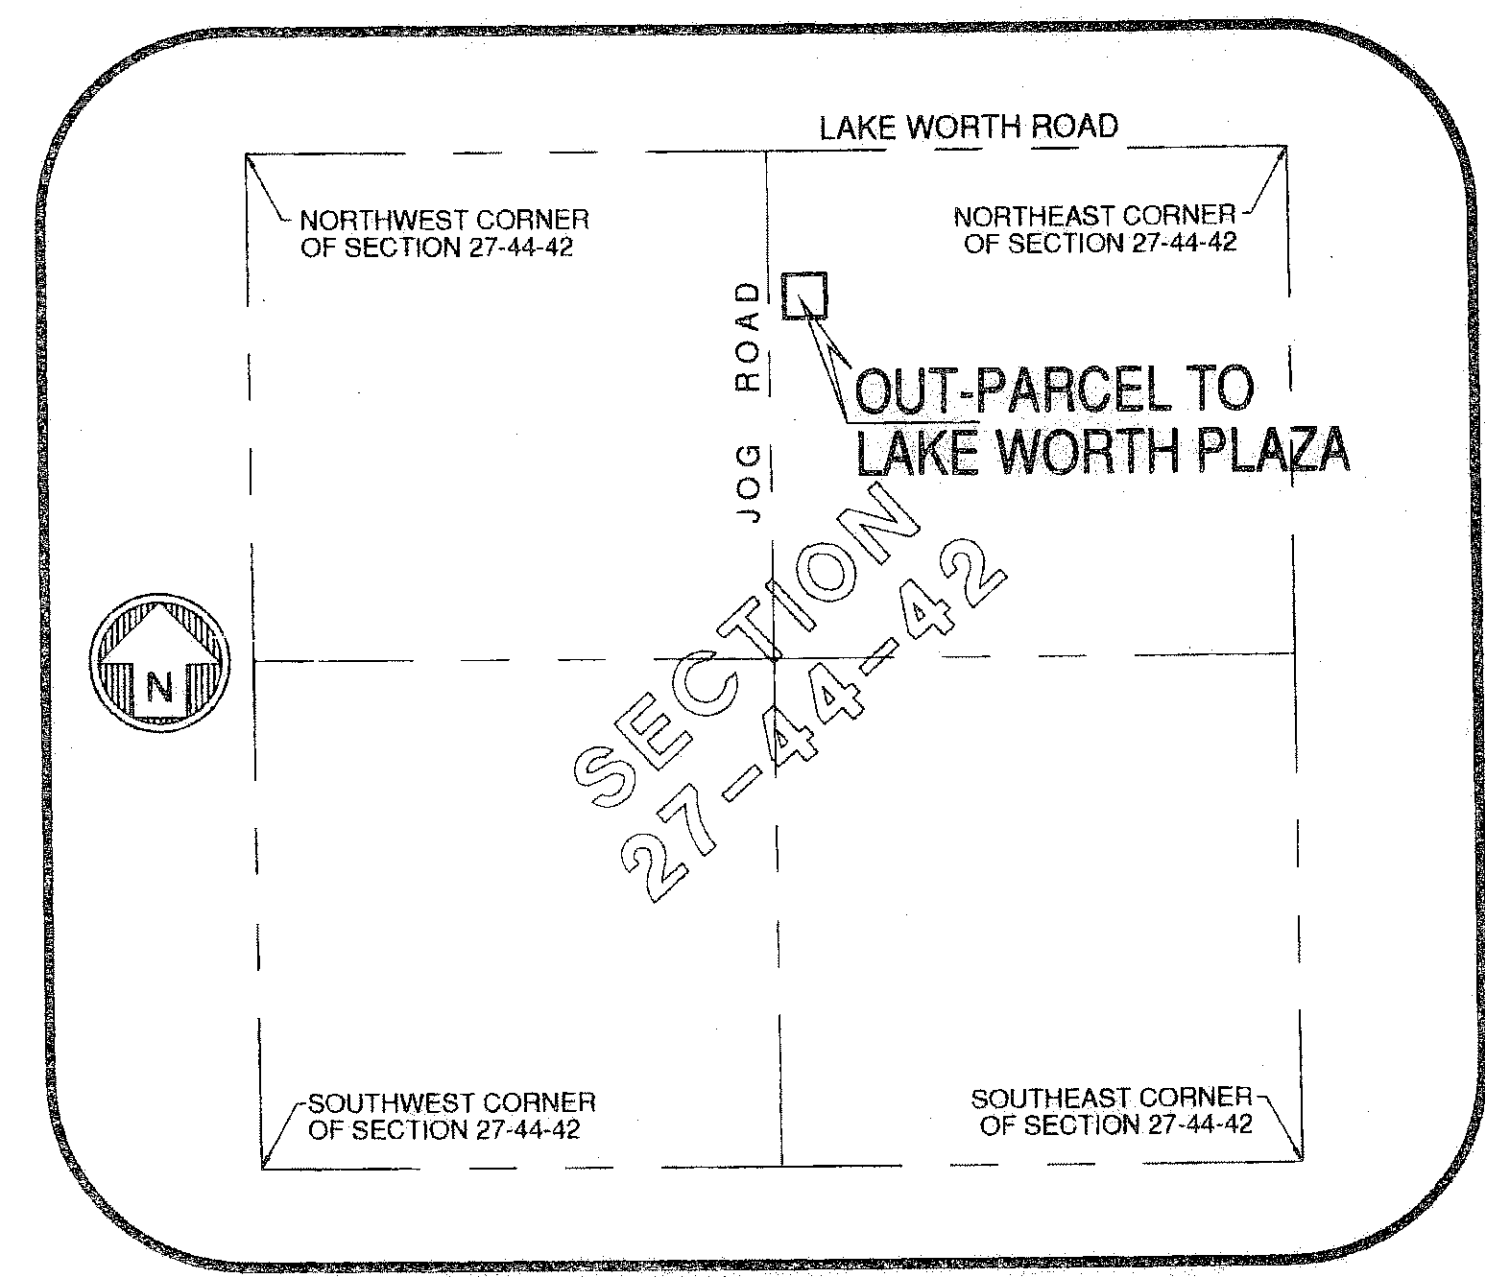 LAKE WORTH ROAD
NORTHWEST CORNER
OF SECTION 27-44-42
NORTHEAST CORNER
OF SECTION 27-44-42
JOG ROAD
OUT-PARCEL TO
LAKE WORTH PLAZA
SECTION
27-44-42
N
SOUTHWEST CORNER
OF SECTION 27-44-42
SOUTHEAST CORNER
OF SECTION 27-44-42